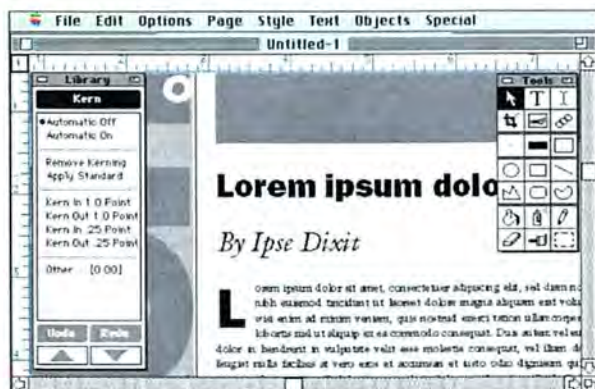 File Edit Options Page Style Text Objects Special
Untitled-1
Library
Kern
Automatic Off
Automatic On
Remove Kerning
Apply Standard
Kern In 1.0 Point
Kern Out 1.0 Point
Kern In .25 Point
Kern Out .25 Point
Other... [0.00]
Undo Redo
Tools
T
Lorem ipsum dolo
By Ipse Dixit
Lorem ipsum dolor sit amet, consectetuer adipiscing elit, sed diam no
nibh euismod tincidunt ut laoreet dolore magna aliquam erat volu
wisi enim ad minim veniam, quis nostrud exerci tation ullamcorper
lobortis nisl ut aliquip ex ea commodo consequat. Duis autem vel eu
dolor in hendrerit in vulputate velit esse molestie consequat, vel illum d
feugiat nulla facilisis at vero eros et accumsan et iusto odio dignissim qu